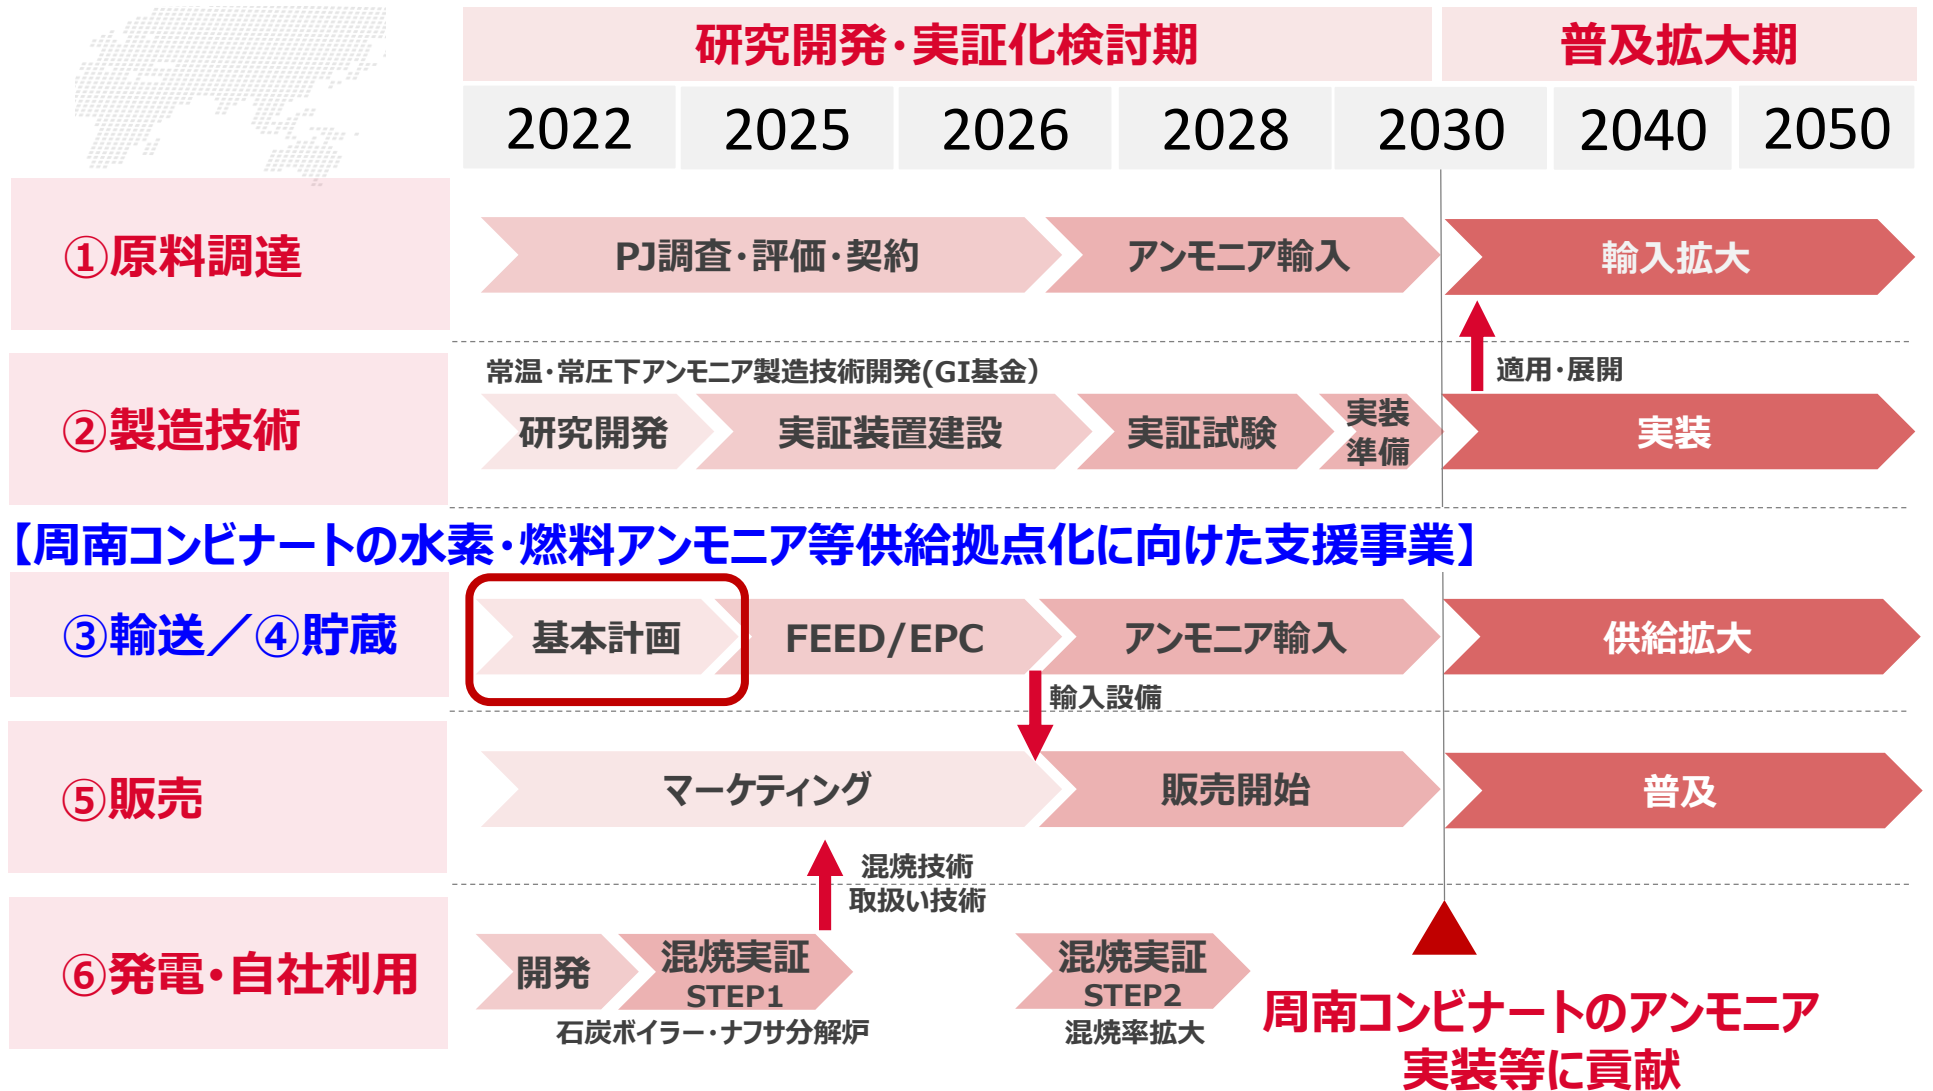 研究開発・実証化検討期
普及拡大期
2022
2025
2026
2028
2030
2040
2050
①原料調達
PJ調査・評価・契約
アンモニア輸入
輸入拡大
適用・展開
②製造技術
常温・常圧下アンモニア製造技術開発(GI基金）
研究開発
実証装置建設
実証試験
実装
準備
実装
【周南コンビナートの水素・燃料アンモニア等供給拠点化に向けた支援事業】
③輸送／④貯蔵
基本計画
FEED/EPC
アンモニア輸入
供給拡大
輸入設備
⑤販売
マーケティング
販売開始
普及
混焼技術
取扱い技術
⑥発電・自社利用
開発
混焼実証
STEP1
石炭ボイラー・ナフサ分解炉
混焼実証
STEP2
混焼率拡大
周南コンビナートのアンモニア
実装等に貢献